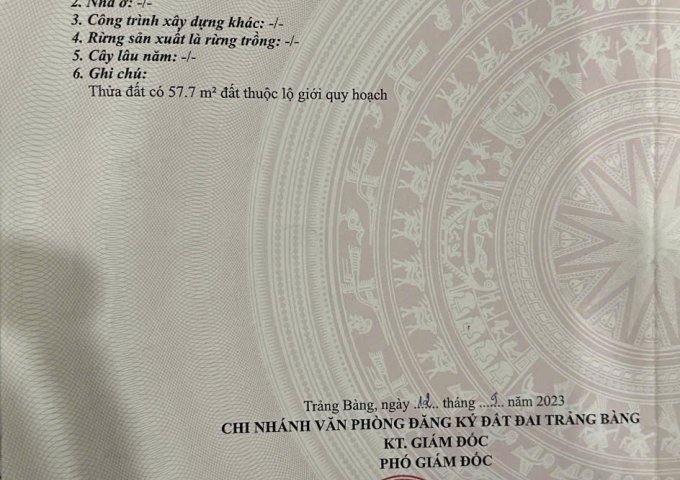 2. Nhà ở: -/-
3. Công trình xây dựng khác: -/-
4. Rừng sản xuất là rừng trồng: -/-
5. Cây lâu năm: -/-
6. Ghi chú:
Thửa đất có 57.7 m² đất thuộc lộ giới quy hoạch
Trảng Bàng, ngày ..12.. tháng ....9.. năm 2023
CHI NHÁNH VĂN PHÒNG ĐĂNG KÝ ĐẤT ĐAI TRẢNG BÀNG
KT. GIÁM ĐỐC
PHÓ GIÁM ĐỐC